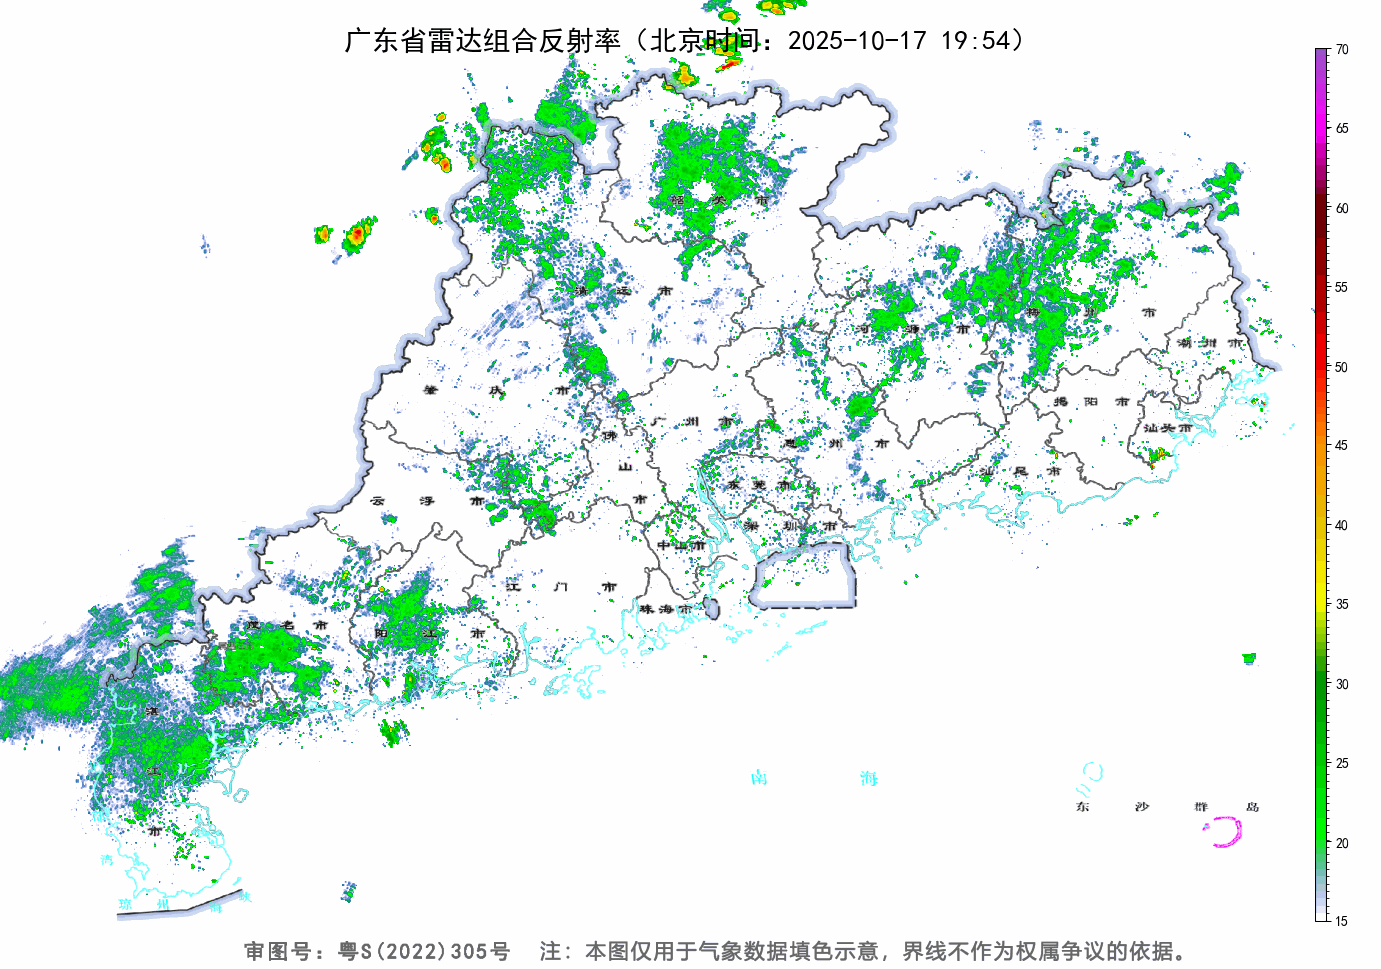 广东省雷达组合反射率（北京时间：2025-10-17 19:54）
70
65
60
55
50
45
40
35
30
25
20
15
韶 关 市
清 远 市
河 源 市
梅 州 市
潮 州 市
肇 庆 市
广 州 市
佛 山 市
惠 州 市
揭 阳 市
汕头市
云 浮 市
东 莞 市
汕 尾 市
深 圳 市
中山市
江 门 市
珠海市
茂 名 市
阳 江 市
湛 江 市
南 海
东 沙 群 岛
湾
琼 州 海 峡
审图号：粤S(2022)305号 注：本图仅用于气象数据填色示意，界线不作为权属争议的依据。